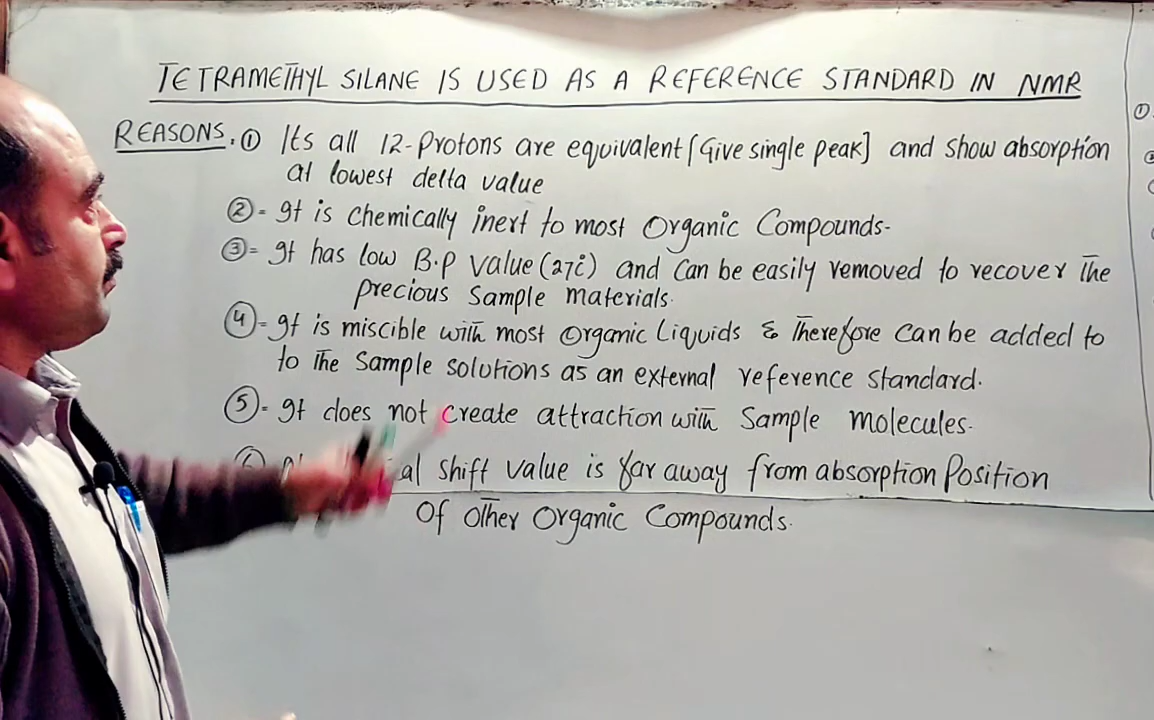 TETRAMETHYL SILANE IS USED AS A REFERENCE STANDARD IN NMR
REASONS. ① Its all 12-Protons are equivalent [Give single peak] and show absorption
at lowest delta value
②= It is chemically inert to most Organic Compounds.
③= It has low B.P value (27°c) and can be easily removed to recover the
precious sample materials.
④= It is miscible with most Organic Liquids & Therefore can be added to
to the sample solutions as an external reference standard.
⑤= It does not create attraction with sample molecules.
shift value is far away from absorption Position
of other Organic Compounds.
①